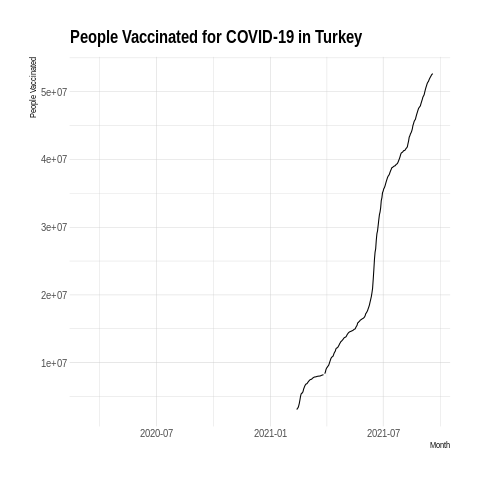 People Vaccinated for COVID-19 in Turkey
People Vaccinated
5e+07
4e+07
3e+07
2e+07
1e+07
2020-07 2021-01 2021-07
Month